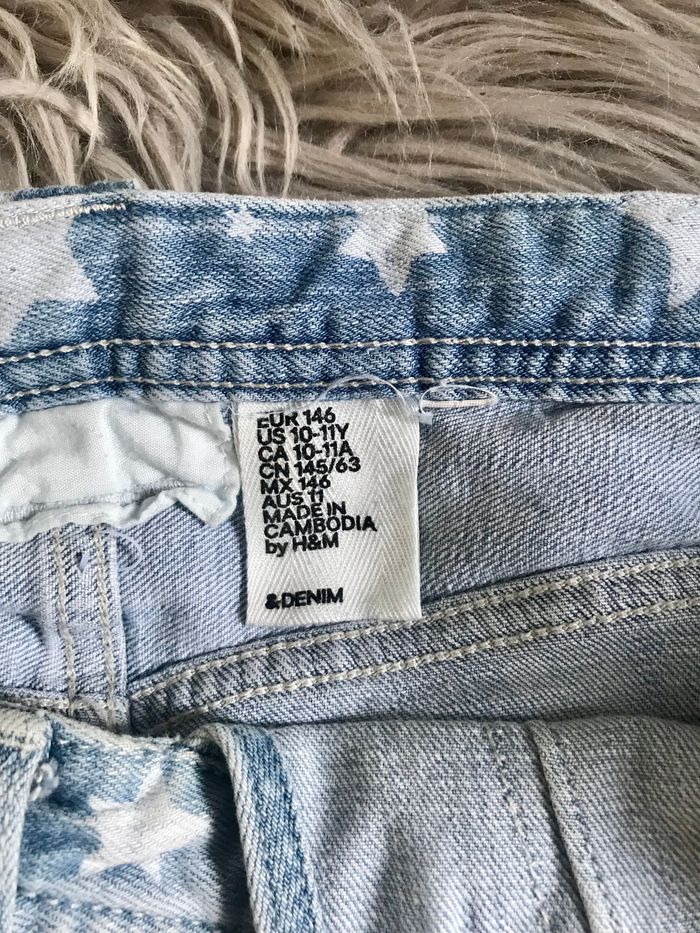 EUR 146
US 10-11Y
CA 10-11A
CN 145/63
MX 146
AUS 11
MADE IN
CAMBODIA
by H&M
&DENIM